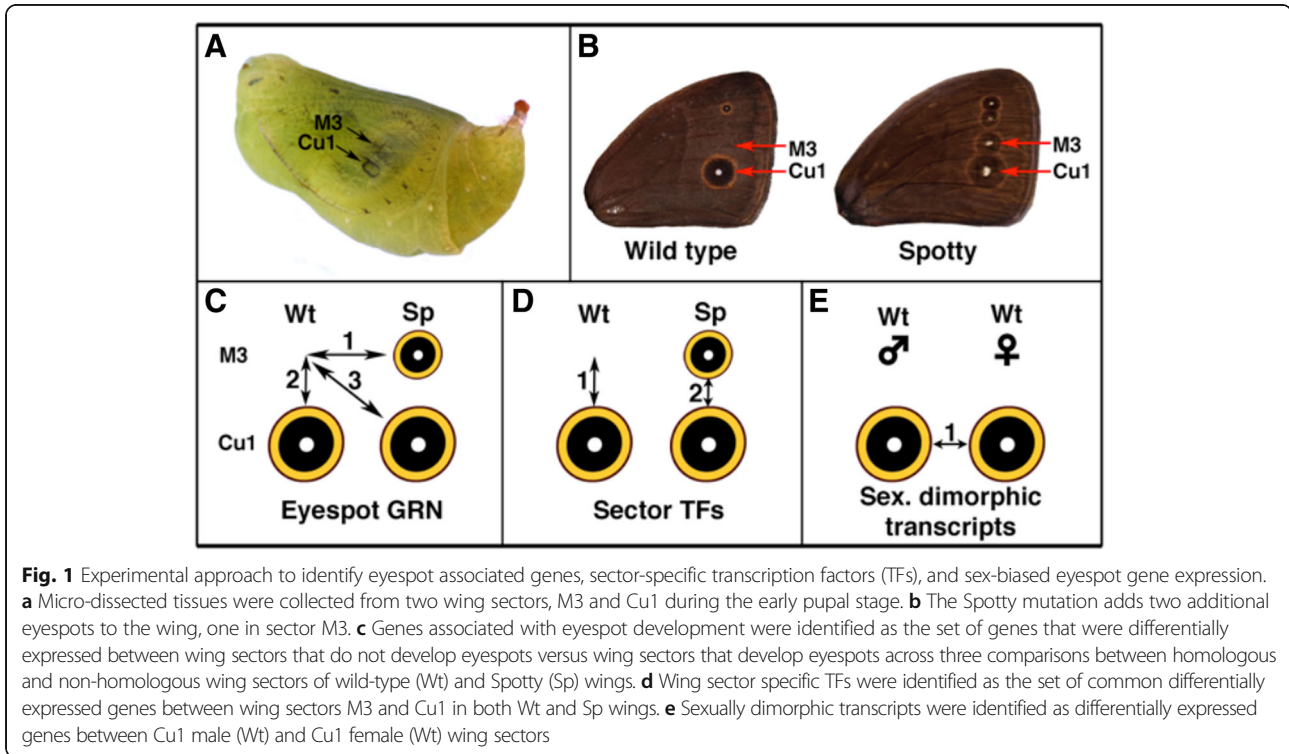 A
M3
Cu1
B
M3
Cu1
M3
Cu1
Wild type
Spotty
C
Wt
Sp
M3
1
2
3
Cu1
Eyespot GRN
D
Wt
Sp
1
2
Sector TFs
E
Wt
Wt
♂
♀
1
Sex. dimorphic
transcripts
Fig. 1 Experimental approach to identify eyespot associated genes, sector-specific transcription factors (TFs), and sex-biased eyespot gene expression.
a Micro-dissected tissues were collected from two wing sectors, M3 and Cu1 during the early pupal stage. b The Spotty mutation adds two additional
eyespots to the wing, one in sector M3. c Genes associated with eyespot development were identified as the set of genes that were differentially
expressed between wing sectors that do not develop eyespots versus wing sectors that develop eyespots across three comparisons between homologous
and non-homologous wing sectors of wild-type (Wt) and Spotty (Sp) wings. d Wing sector specific TFs were identified as the set of common differentially
expressed genes between wing sectors M3 and Cu1 in both Wt and Sp wings. e Sexually dimorphic transcripts were identified as differentially expressed
genes between Cu1 male (Wt) and Cu1 female (Wt) wing sectors